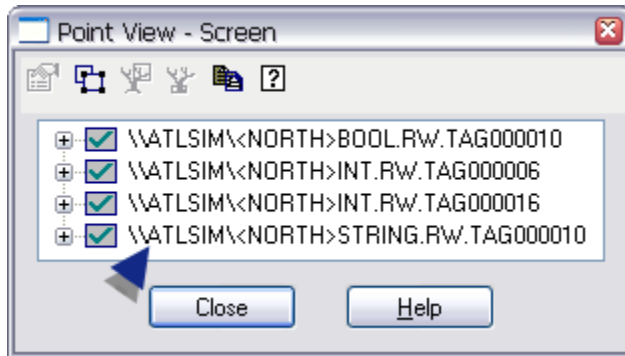 Point View - Screen
\\ATLSIM\<NORTH>BOOL.RW.TAG000010
\\ATLSIM\<NORTH>INT.RW.TAG000006
\\ATLSIM\<NORTH>INT.RW.TAG000016
\\ATLSIM\<NORTH>STRING.RW.TAG000010
Close Help